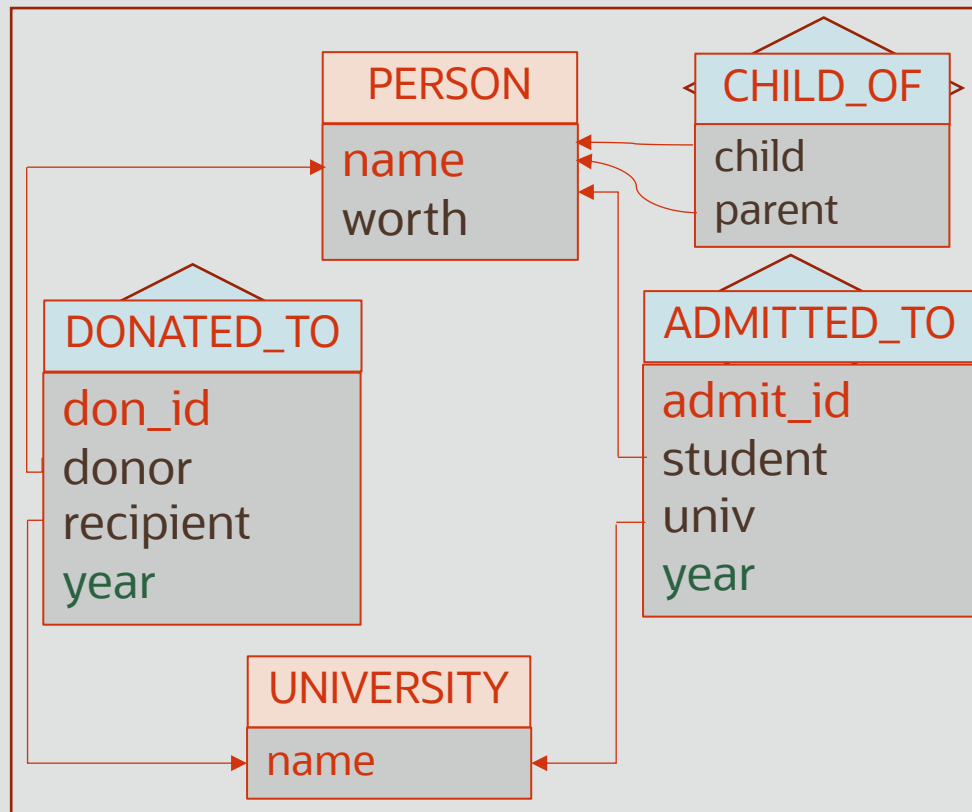 PERSON
name
worth
CHILD_OF
child
parent
DONATED_TO
don_id
donor
recipient
year
ADMITTED_TO
admit_id
student
univ
year
UNIVERSITY
name